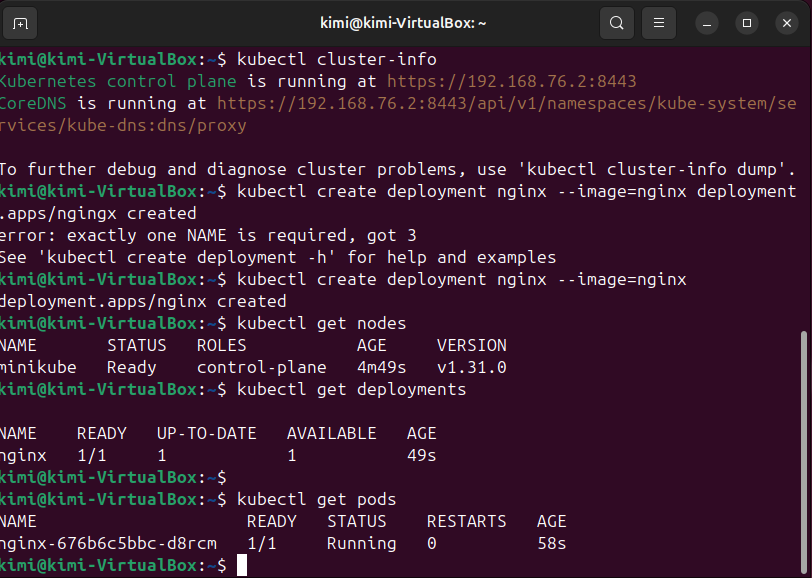 kimi@kimi-VirtualBox: ~
kimi@kimi-VirtualBox:~$ kubectl cluster-info
Kubernetes control plane is running at https://192.168.76.2:8443
CoreDNS is running at https://192.168.76.2:8443/api/v1/namespaces/kube-system/se
rvices/kube-dns:dns/proxy
To further debug and diagnose cluster problems, use 'kubectl cluster-info dump'.
kimi@kimi-VirtualBox:~$ kubectl create deployment nginx --image=nginx deployment
.apps/ngingx created
error: exactly one NAME is required, got 3
See 'kubectl create deployment -h' for help and examples
kimi@kimi-VirtualBox:~$ kubectl create deployment nginx --image=nginx
deployment.apps/nginx created
kimi@kimi-VirtualBox:~$ kubectl get nodes
NAME STATUS ROLES AGE VERSION
minikube Ready control-plane 4m49s v1.31.0
kimi@kimi-VirtualBox:~$ kubectl get deployments
NAME READY UP-TO-DATE AVAILABLE AGE
nginx 1/1 1 1 49s
kimi@kimi-VirtualBox:~$
kimi@kimi-VirtualBox:~$ kubectl get pods
NAME READY STATUS RESTARTS AGE
nginx-676b6c5bbc-d8rcm 1/1 Running 0 58s
kimi@kimi-VirtualBox:~$